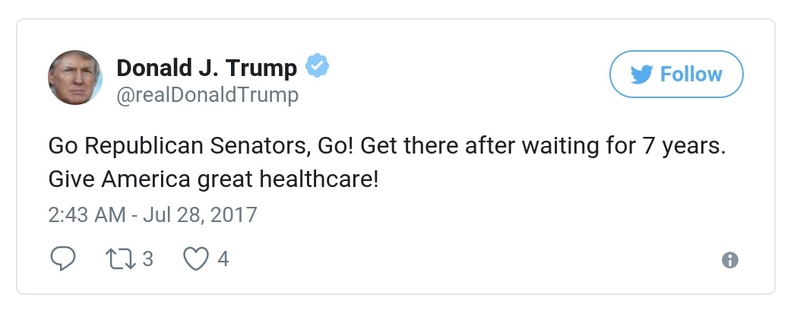 Donald J. Trump
@realDonaldTrump
Follow
Go Republican Senators, Go! Get there after waiting for 7 years.
Give America great healthcare!
2:43 AM - Jul 28, 2017
3 4